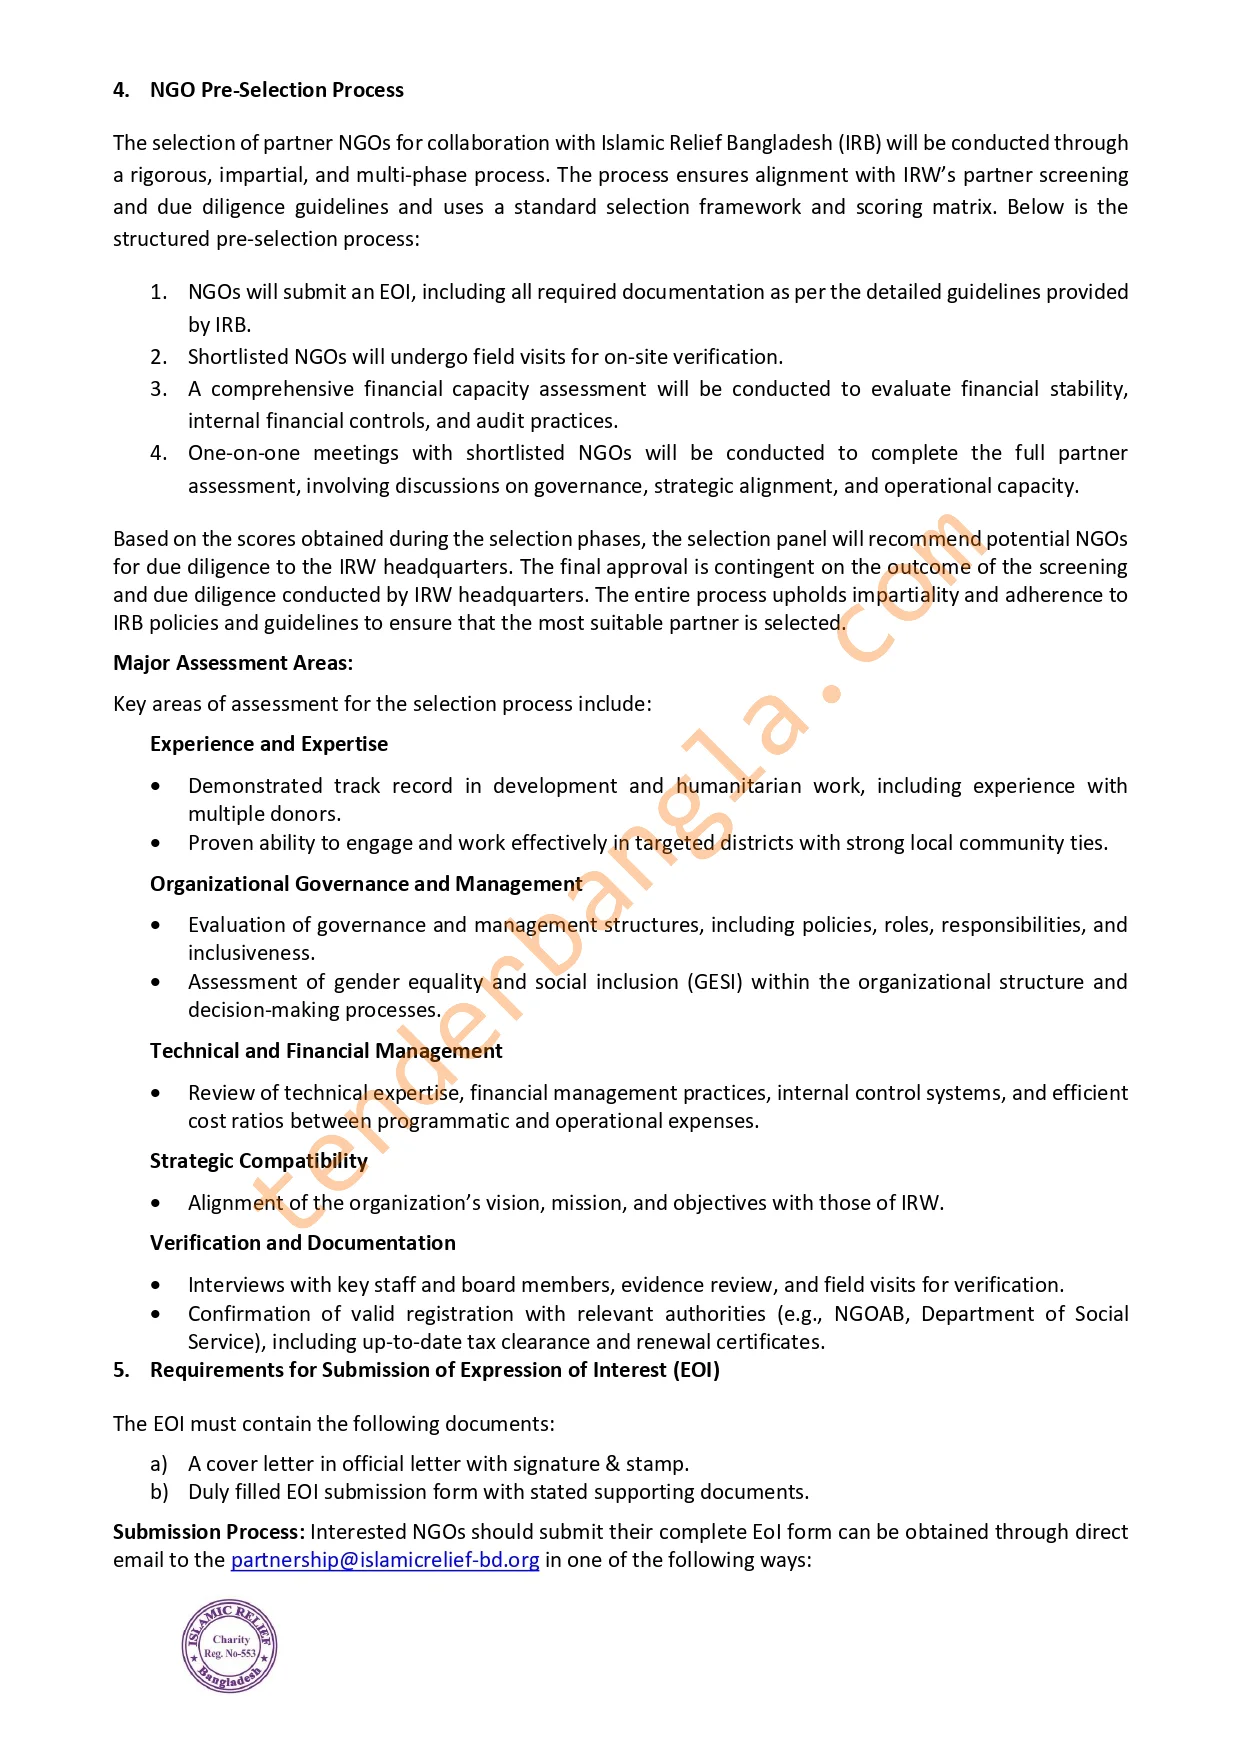 4. NGO Pre-Selection Process
The selection of partner NGOs for collaboration with Islamic Relief Bangladesh (IRB) will be conducted through
a rigorous, impartial, and multi-phase process. The process ensures alignment with IRW’s partner screening
and due diligence guidelines and uses a standard selection framework and scoring matrix. Below is the
structured pre-selection process:
1. NGOs will submit an EOI, including all required documentation as per the detailed guidelines provided
by IRB.
2. Shortlisted NGOs will undergo field visits for on-site verification.
3. A comprehensive financial capacity assessment will be conducted to evaluate financial stability,
internal financial controls, and audit practices.
4. One-on-one meetings with shortlisted NGOs will be conducted to complete the full partner
assessment, involving discussions on governance, strategic alignment, and operational capacity.
Based on the scores obtained during the selection phases, the selection panel will recommend potential NGOs
for due diligence to the IRW headquarters. The final approval is contingent on the outcome of the screening
and due diligence conducted by IRW headquarters. The entire process upholds impartiality and adherence to
IRB policies and guidelines to ensure that the most suitable partner is selected.
Major Assessment Areas:
Key areas of assessment for the selection process include:
Experience and Expertise
• Demonstrated track record in development and humanitarian work, including experience with
multiple donors.
• Proven ability to engage and work effectively in targeted districts with strong local community ties.
Organizational Governance and Management
• Evaluation of governance and management structures, including policies, roles, responsibilities, and
inclusiveness.
• Assessment of gender equality and social inclusion (GESI) within the organizational structure and
decision-making processes.
Technical and Financial Management
• Review of technical expertise, financial management practices, internal control systems, and efficient
cost ratios between programmatic and operational expenses.
Strategic Compatibility
• Alignment of the organization’s vision, mission, and objectives with those of IRW.
Verification and Documentation
• Interviews with key staff and board members, evidence review, and field visits for verification.
• Confirmation of valid registration with relevant authorities (e.g., NGOAB, Department of Social
Service), including up-to-date tax clearance and renewal certificates.
5. Requirements for Submission of Expression of Interest (EOI)
The EOI must contain the following documents:
a) A cover letter in official letter with signature & stamp.
b) Duly filled EOI submission form with stated supporting documents.
Submission Process: Interested NGOs should submit their complete EoI form can be obtained through direct
email to the partnership@islamicrelief-bd.org in one of the following ways:
ISLAMIC RELIEF
Charity
Reg. No-553
Bangladesh
tenderbangla.com